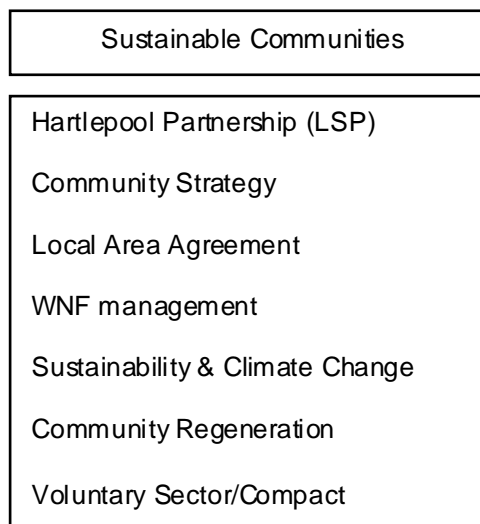 Sustainable Communities
Hartlepool Partnership (LSP)
Community Strategy
Local Area Agreement
WNF management
Sustainability & Climate Change
Community Regeneration
Voluntary Sector/Compact